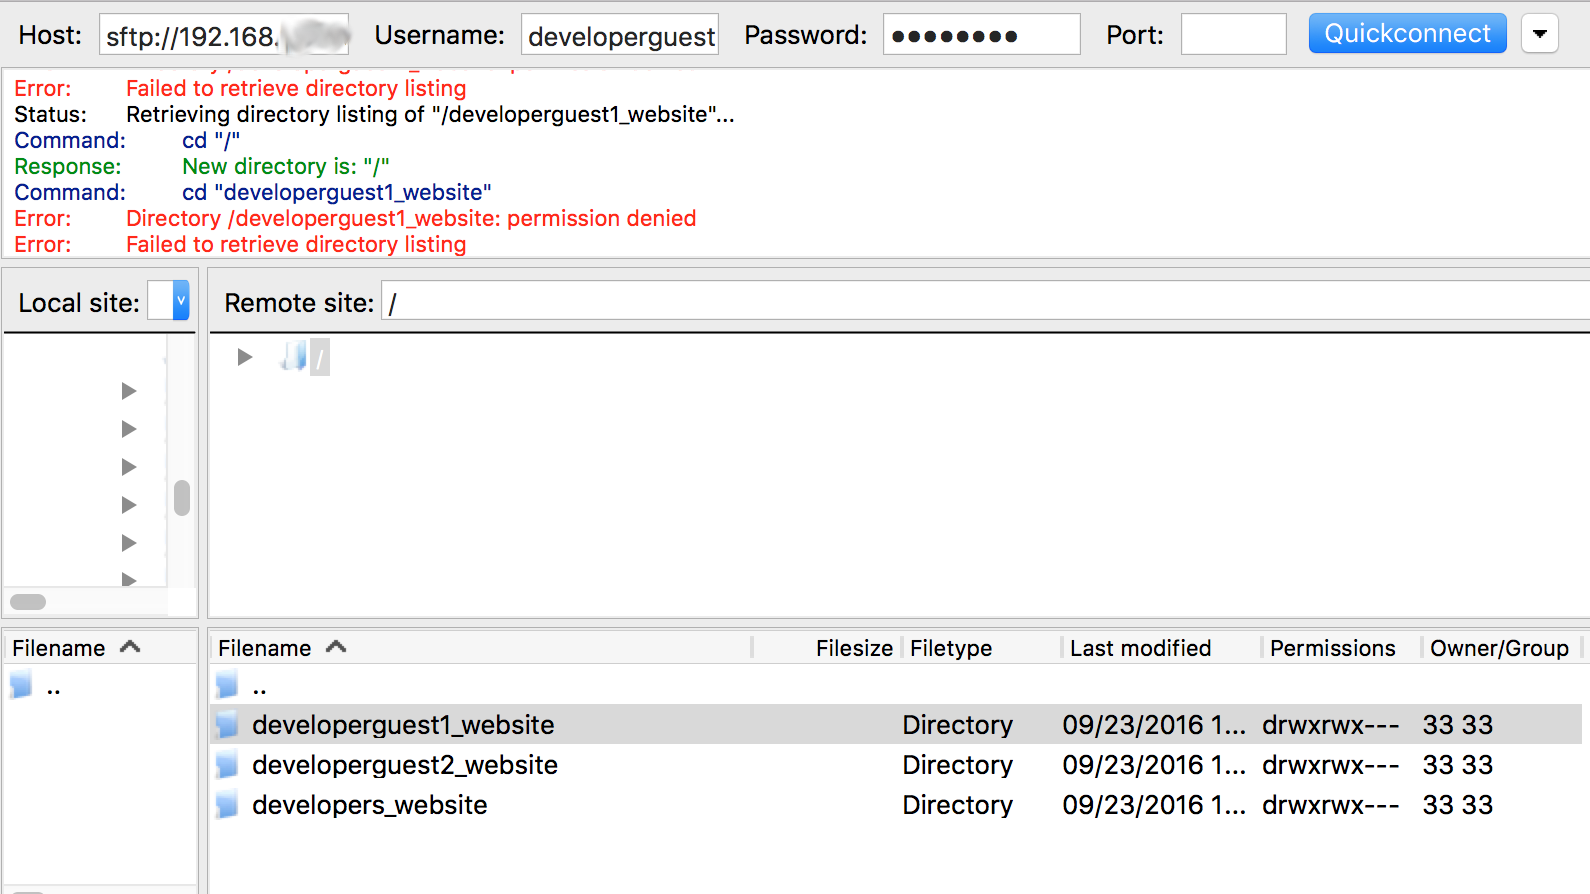 Host: sftp://192.168. Username: developerguest Password: ●●●●●●●● Port: Quickconnect
Error: Failed to retrieve directory listing
Status: Retrieving directory listing of "/developerguest1_website"...
Command: cd "/"
Response: New directory is: "/"
Command: cd "developerguest1_website"
Error: Directory /developerguest1_website: permission denied
Error: Failed to retrieve directory listing
Local site: Remote site: /
/
Filename Filename Filesize Filetype Last modified Permissions Owner/Group
.. ..
developerguest1_website Directory 09/23/2016 1... drwxrwx--- 33 33
developerguest2_website Directory 09/23/2016 1... drwxrwx--- 33 33
developers_website Directory 09/23/2016 1... drwxrwx--- 33 33